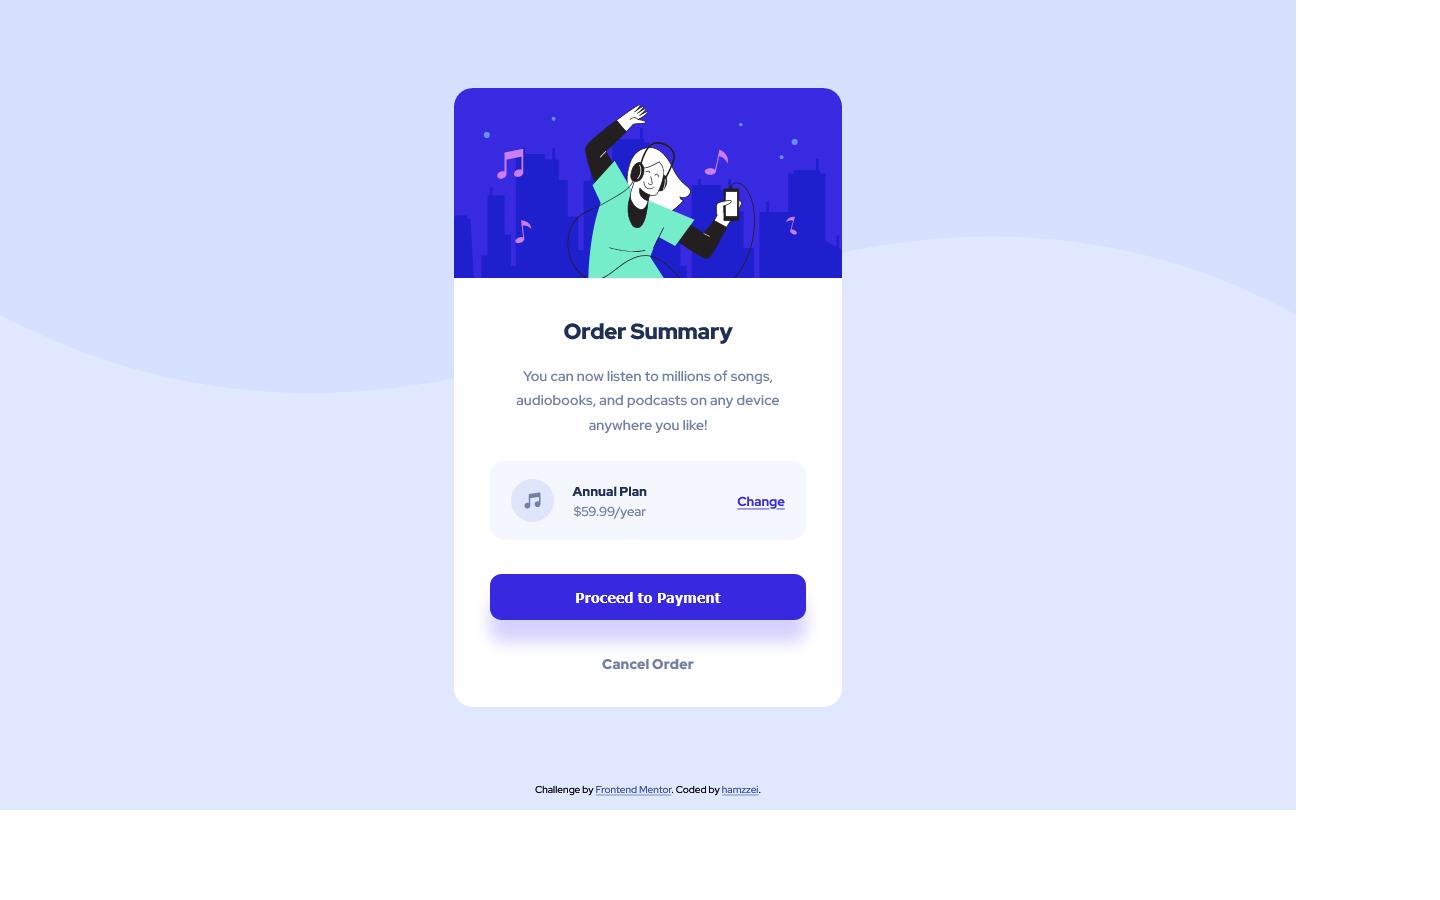 Order Summary
You can now listen to millions of songs,
audiobooks, and podcasts on any device
anywhere you like!
Annual Plan
$59.99/year
Change
Proceed to Payment
Cancel Order
Challenge by Frontend Mentor. Coded by hamzzei.